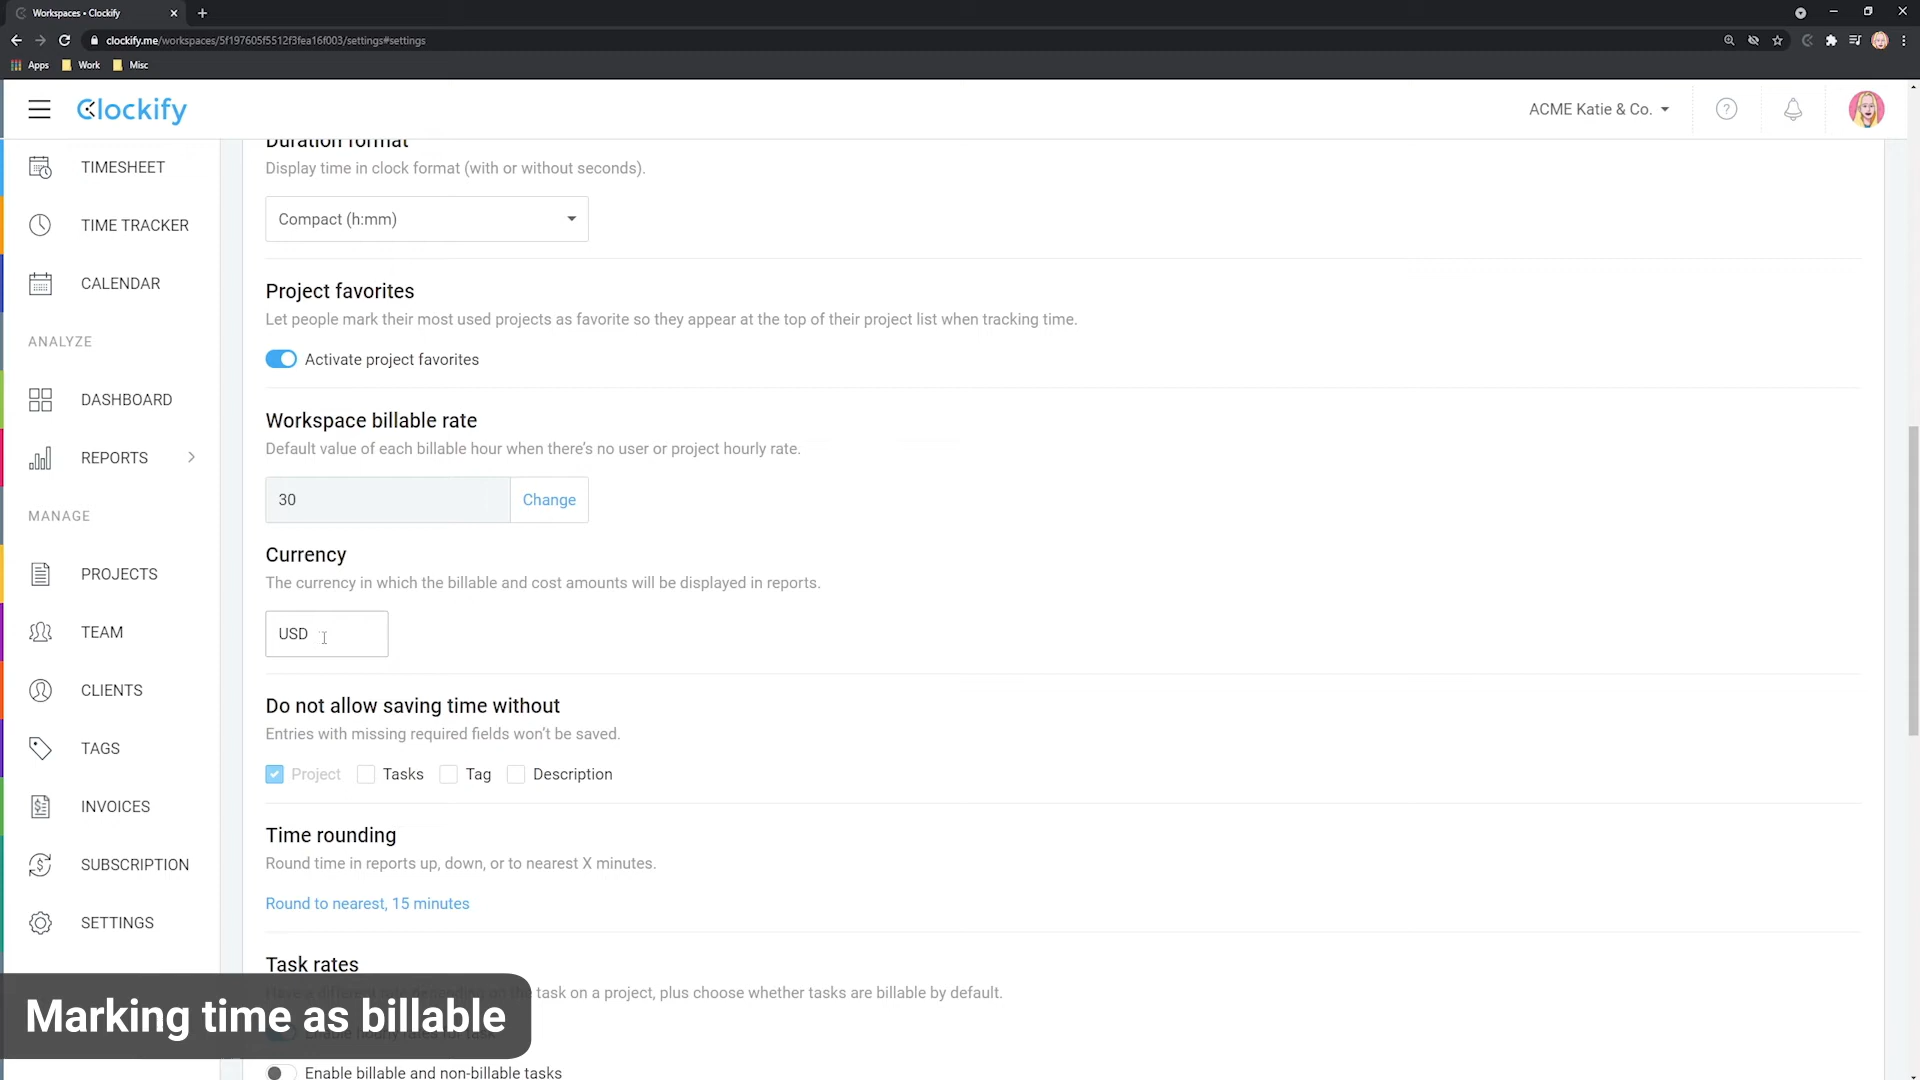 Workspaces • Clockify
clockify.me/workspaces/5f197605f5512f3fea16f003/settings#settings
Apps
Work
Misc
Clockify
ACME Katie & Co.
TIMESHEET
TIME TRACKER
CALENDAR
ANALYZE
DASHBOARD
REPORTS
MANAGE
PROJECTS
TEAM
CLIENTS
TAGS
INVOICES
SUBSCRIPTION
SETTINGS
Duration format
Display time in clock format (with or without seconds).
Compact (h:mm)
Project favorites
Let people mark their most used projects as favorite so they appear at the top of their project list when tracking time.
Activate project favorites
Workspace billable rate
Default value of each billable hour when there's no user or project hourly rate.
30
Change
Currency
The currency in which the billable and cost amounts will be displayed in reports.
USD
Do not allow saving time without
Entries with missing required fields won't be saved.
Project
Tasks
Tag
Description
Time rounding
Round time in reports up, down, or to nearest X minutes.
Round to nearest, 15 minutes
Task rates
task on a project, plus choose whether tasks are billable by default.
Enable billable and non-billable tasks
Marking time as billable